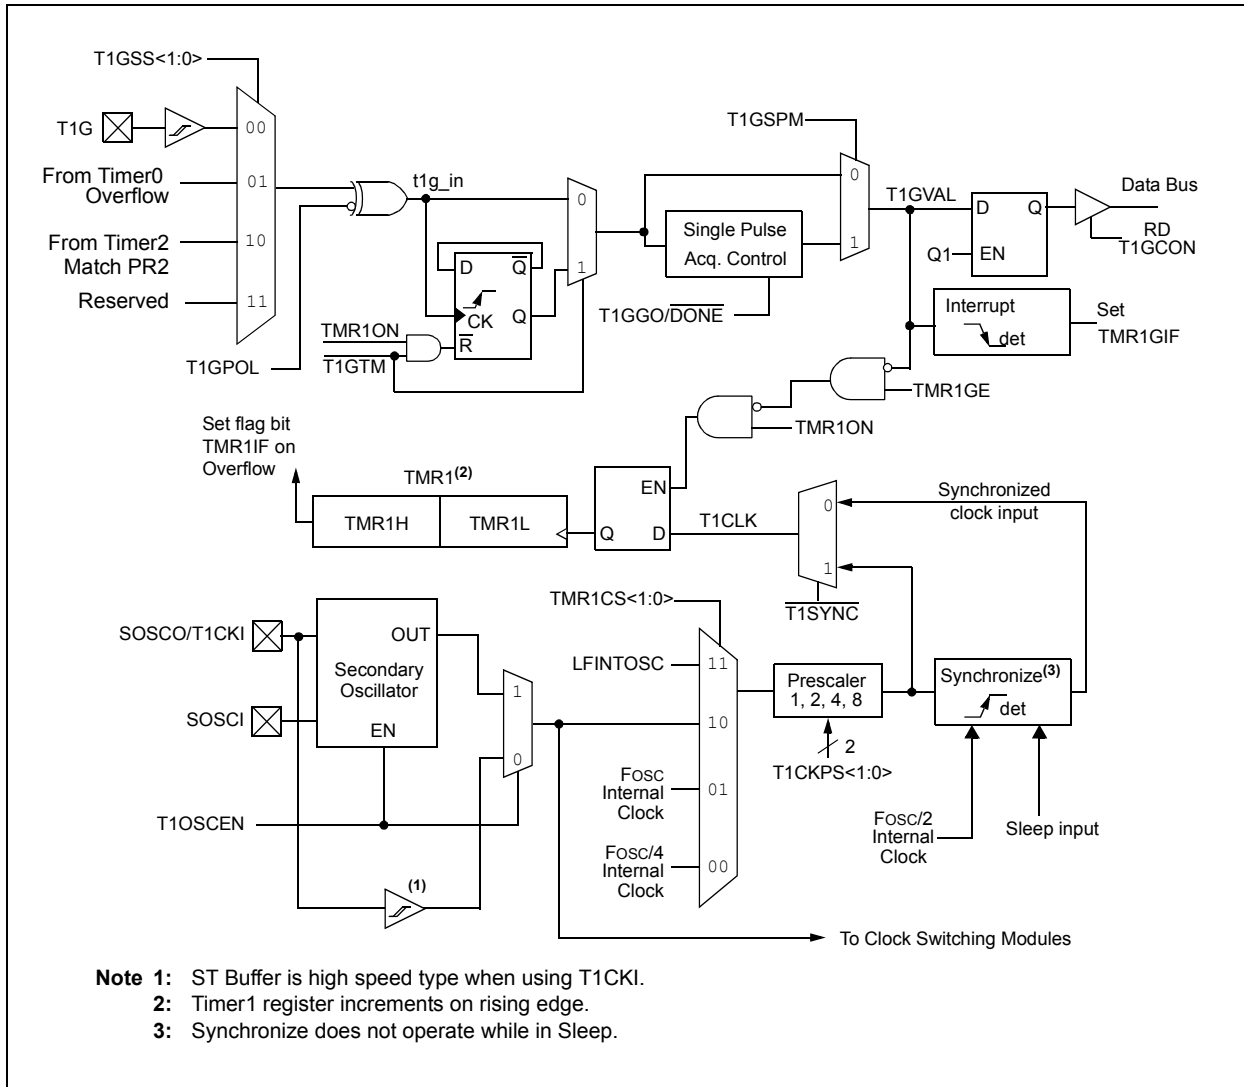 T1GSS<1:0>
T1G
00
From Timer0
Overflow
01
From Timer2
Match PR2
10
Reserved
11
T1GPOL
t1g_in
D
Q
CK
Q
R
TMR1ON
T1GTM
0
1
T1GSPM
Single Pulse
Acq. Control
T1GGO/DONE
0
1
T1GVAL
D
Q
Q1
EN
Data Bus
RD
T1GCON
Interrupt
det
Set
TMR1GIF
TMR1GE
TMR1ON
Set flag bit
TMR1IF on
Overflow
TMR1(2)
TMR1H
TMR1L
EN
Q
D
T1CLK
0
1
T1SYNC
Synchronized
clock input
SOSCO/T1CKI
OUT
Secondary
Oscillator
SOSCI
EN
1
0
T1OSCEN
(1)
TMR1CS<1:0>
LFINTOSC
11
10
FOSC
Internal
Clock
01
FOSC/4
Internal
Clock
00
Prescaler
1, 2, 4, 8
2
T1CKPS<1:0>
Synchronize(3)
det
FOSC/2
Internal
Clock
Sleep input
To Clock Switching Modules
Note 1: ST Buffer is high speed type when using T1CKI.
2: Timer1 register increments on rising edge.
3: Synchronize does not operate while in Sleep.